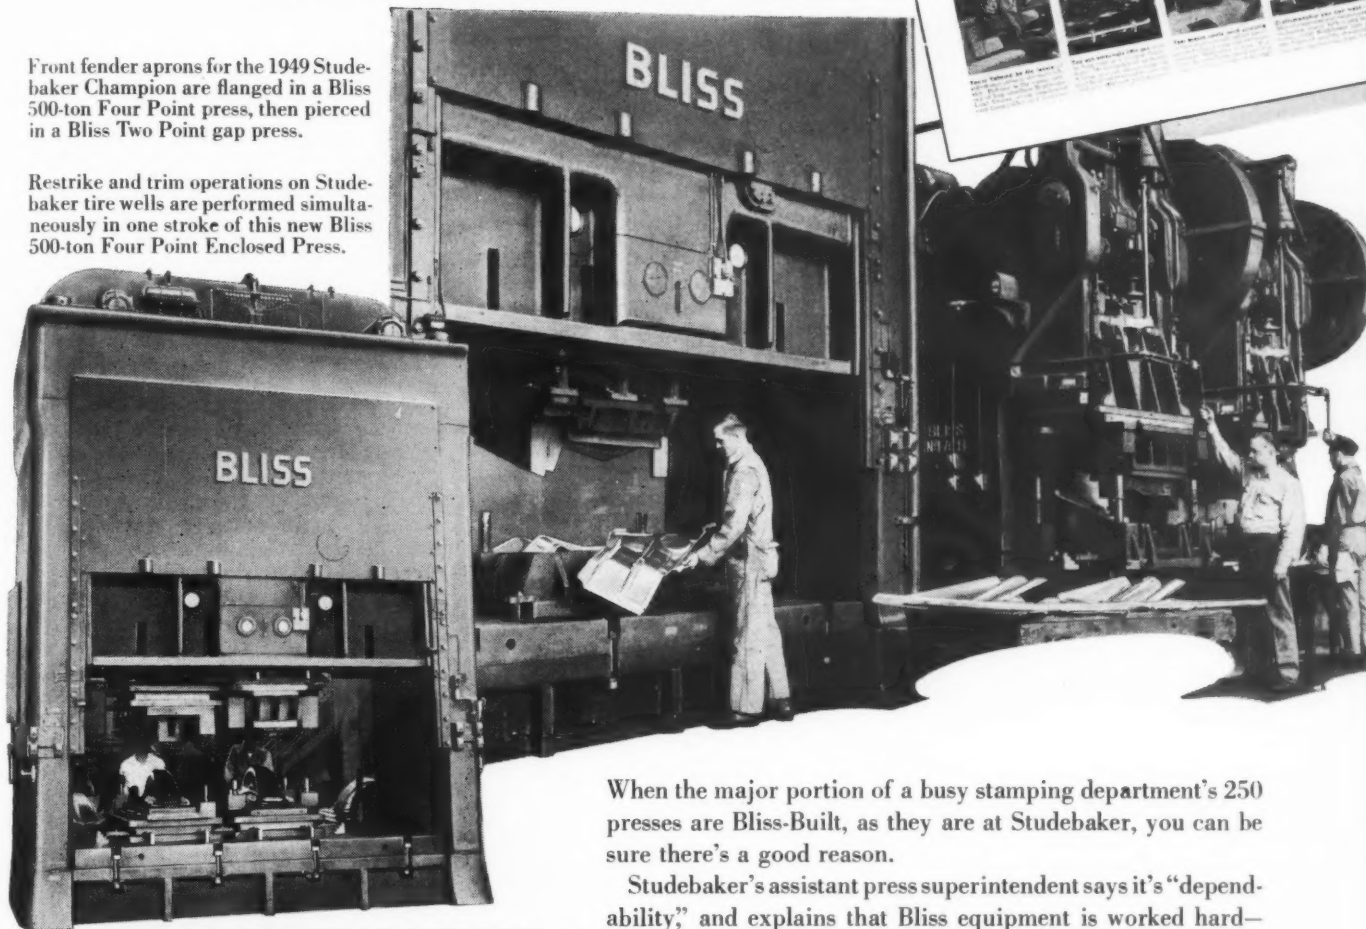 Front fender aprons for the 1949 Stude-
baker Champion are flanged in a Bliss
500-ton Four Point press, then pierced
in a Bliss Two Point gap press.
Restrike and trim operations on Stude-
baker tire wells are performed simulta-
neously in one stroke of this new Bliss
500-ton Four Point Enclosed Press.
BLISS
BLISS
BLISS
When the major portion of a busy stamping department's 250
presses are Bliss-Built, as they are at Studebaker, you can be
sure there's a good reason.
Studebaker's assistant press superintendent says it's “depend-
ability,” and explains that Bliss equipment is worked hard—